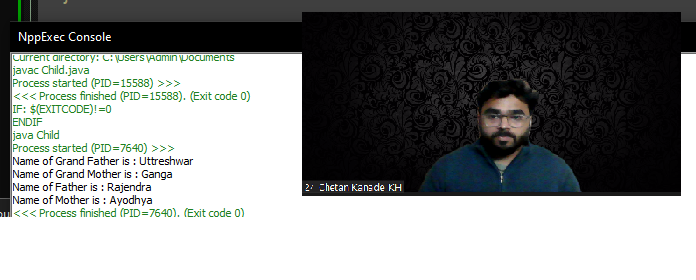 NppExec Console
Current directory: C:\Users\Admin\Documents
javac Child.java
Process started (PID=15588) >>>
<<< Process finished (PID=15588). (Exit code 0)
IF: $(EXITCODE)!=0
ENDIF
java Child
Process started (PID=7640) >>>
Name of Grand Father is : Uttreshwar
Name of Grand Mother is : Ganga
Name of Father is : Rajendra
Name of Mother is : Ayodhya
<<< Process finished (PID=7640). (Exit code 0)
24 Chetan Kanade KH